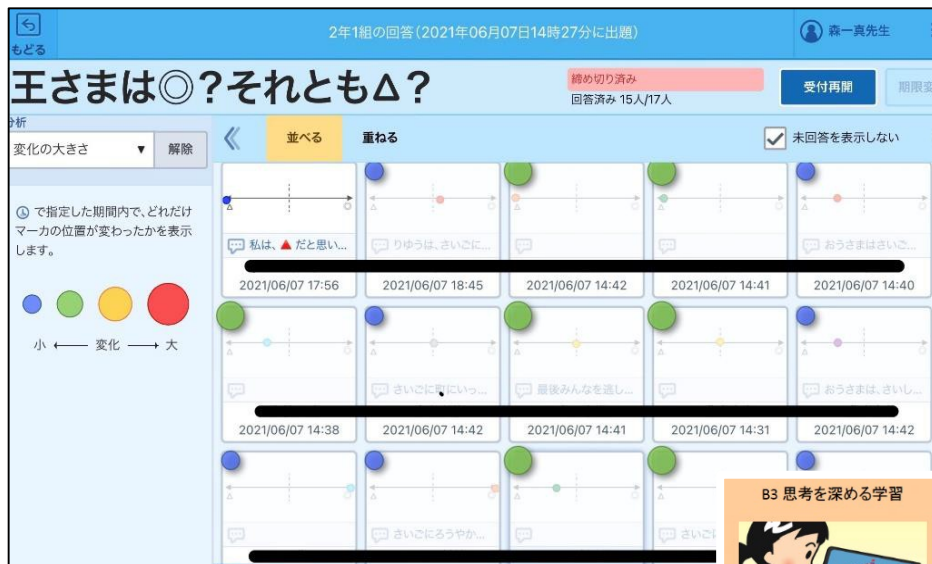 もどる
2年1組の回答(2021年06月07日14時27分に出題)
森一真先生
王さまは◎?それとも△?
締め切り済み
回答済み 15人/17人
受付再開
期限変
分析
変化の大きさ ▼
解除
並べる
重ねる
未回答を表示しない
で指定した期間内で、どれだけ
マーカの位置が変わったかを表示
します。
小 ← 変化 → 大
私は、▲だと思い...
りゆうは、さいごに...
おうさまはさいご...
2021/06/07 17:56
2021/06/07 18:45
2021/06/07 14:42
2021/06/07 14:41
2021/06/07 14:40
さいごに町にいっ...
最後みんなを逃し...
おうさまは、さいし...
2021/06/07 14:38
2021/06/07 14:42
2021/06/07 14:41
2021/06/07 14:31
2021/06/07 14:42
さいごにろうやか...
さいごに
B3 思考を深める学習